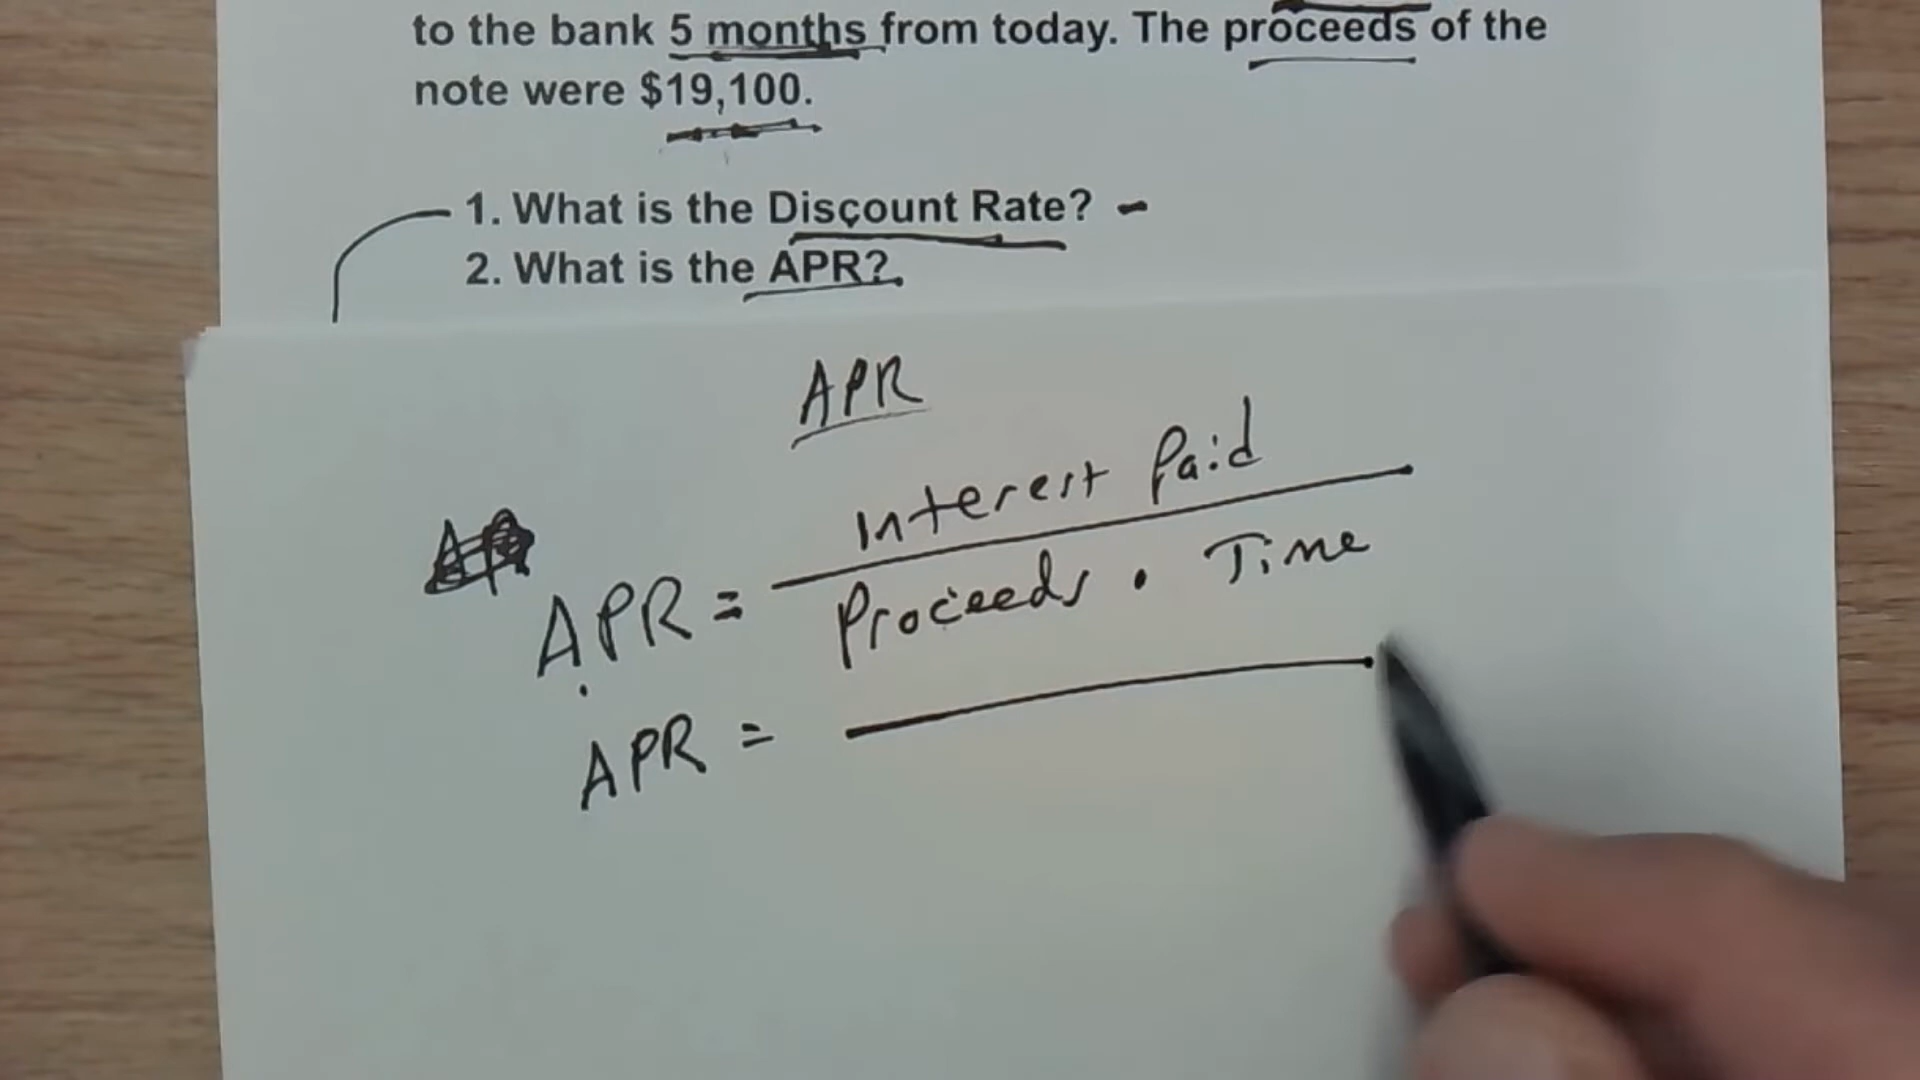 to the bank 5 months from today. The proceeds of the
note were $19,100.
1. What is the Discount Rate?
2. What is the APR?
APR
Interest Paid
APR = Proceeds . Time
APR =